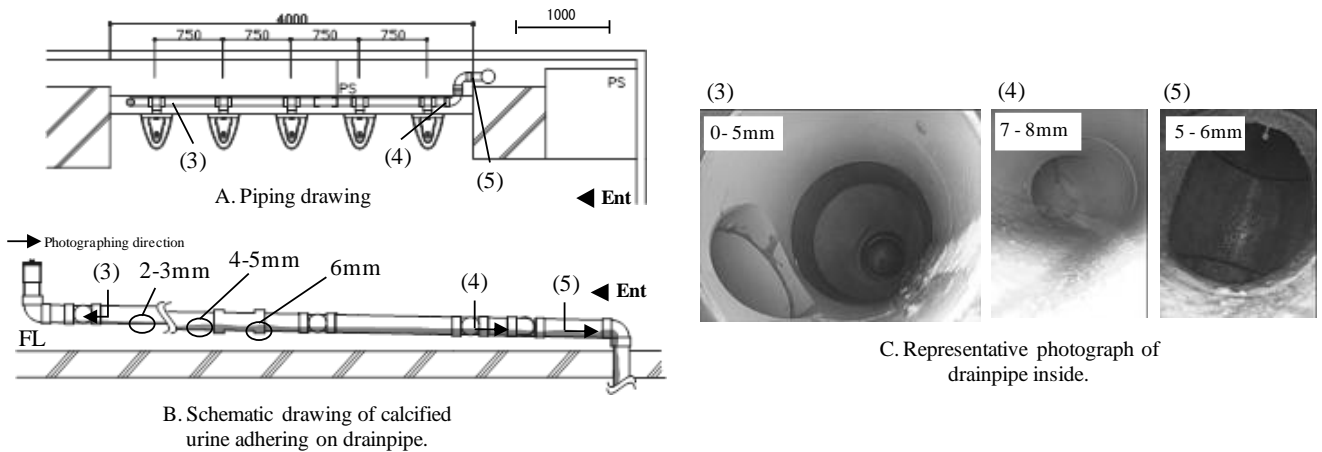 4000
1000
750 750 750 750
PS
PS
(3)
(4)
(5)
Ent
A. Piping drawing
Photographing direction
(3)
2-3mm
4-5mm
6mm
(4)
(5)
Ent
FL
B. Schematic drawing of calcified
urine adhering on drainpipe.
(3)
(4)
(5)
0- 5mm
7 - 8mm
5 - 6mm
C. Representative photograph of
drainpipe inside.